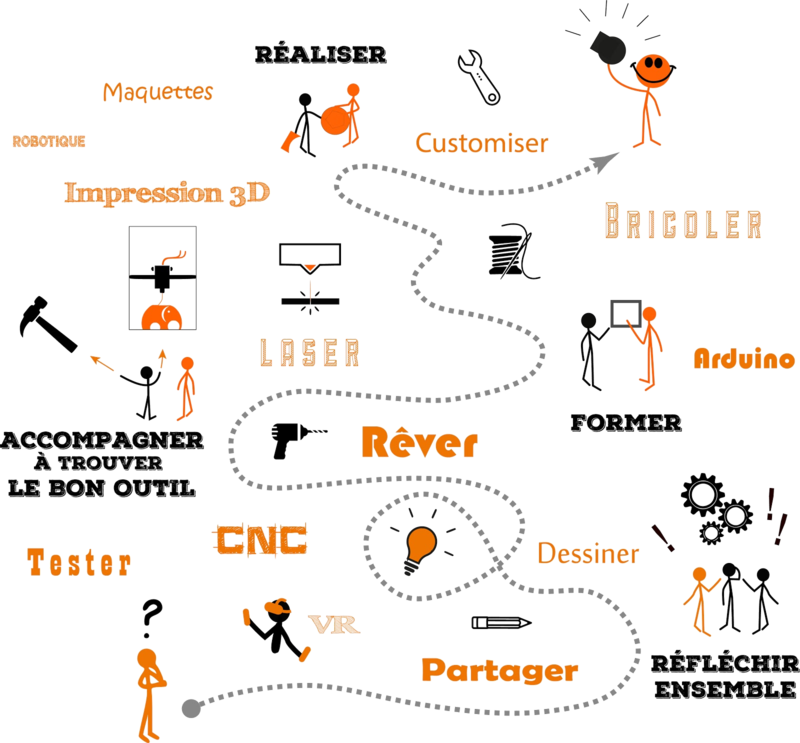 RÉALISER
Maquettes
ROBOTIQUE
Customiser
Impression 3D
BRICOLER
LASER
Arduino
FORMER
ACCOMPAGNER
À TROUVER
LE BON OUTIL
Rêver
CNC
Dessiner
Tester
?
VR
! ! !
Partager
RÉFLÉCHIR
ENSEMBLE